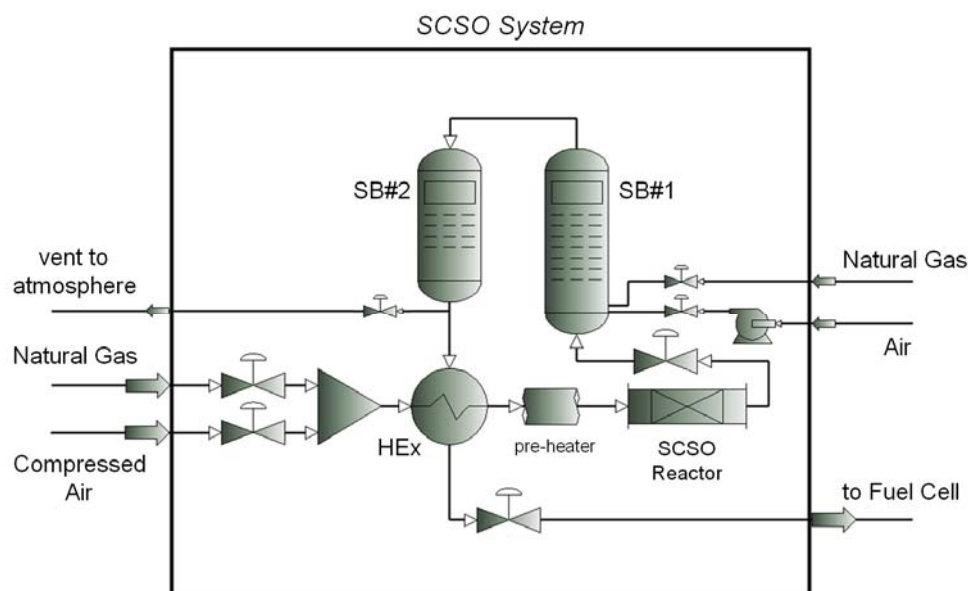 SCSO System
SB#2
SB#1
vent to
atmosphere
Natural Gas
Air
Natural Gas
Compressed
Air
HEx
pre-heater
SCSO
Reactor
to Fuel Cell